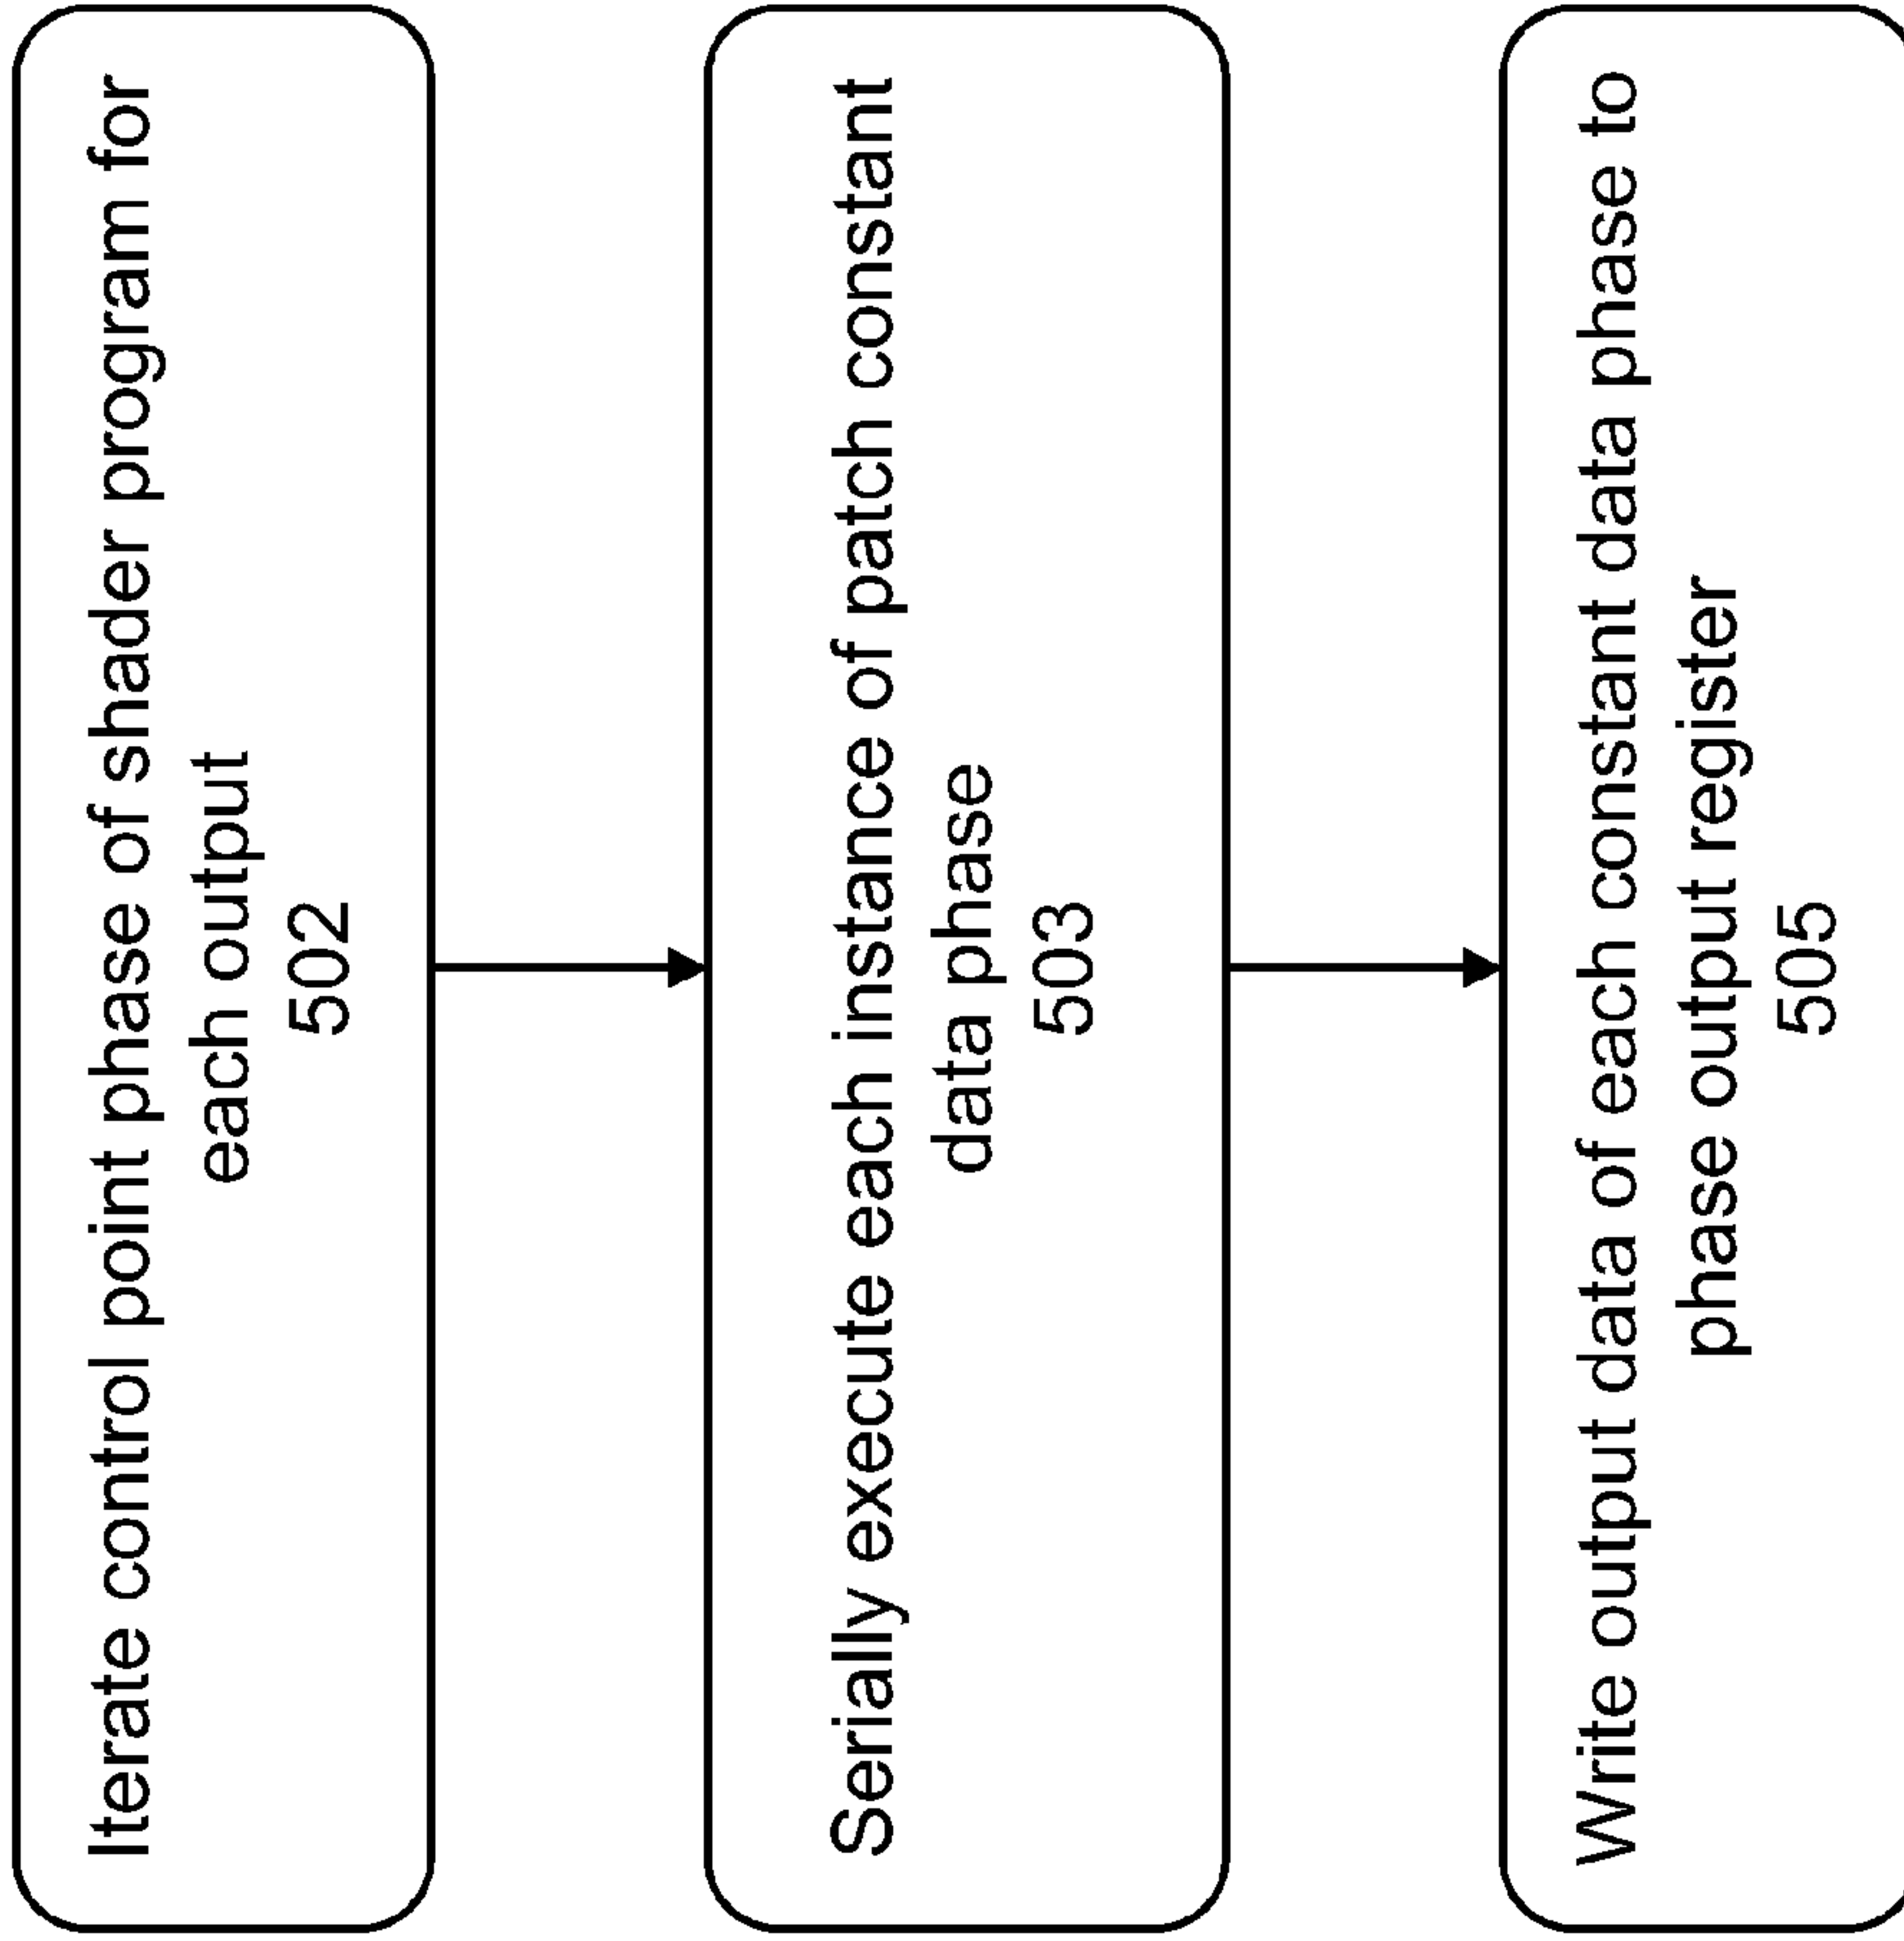 Iterate control point phase of shader program for
each output
502
Serially execute each instance of patch constant
data phase
503
Write output data of each constant data phase to
phase output register
505